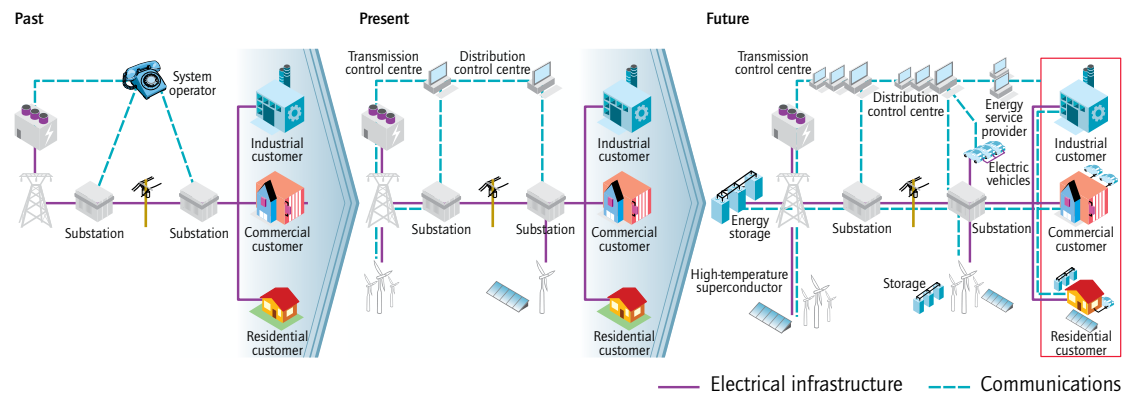 Past
System
operator
Substation
Substation
Industrial
customer
Commercial
customer
Residential
customer
Present
Transmission
control centre
Distribution
control centre
Substation
Substation
Industrial
customer
Commercial
customer
Residential
customer
Future
Transmission
control centre
Distribution
control centre
Energy
service
provider
Electric
vehicles
Energy
storage
Substation
Substation
High-temperature
superconductor
Storage
Industrial
customer
Commercial
customer
Residential
customer
Electrical infrastructure
Communications